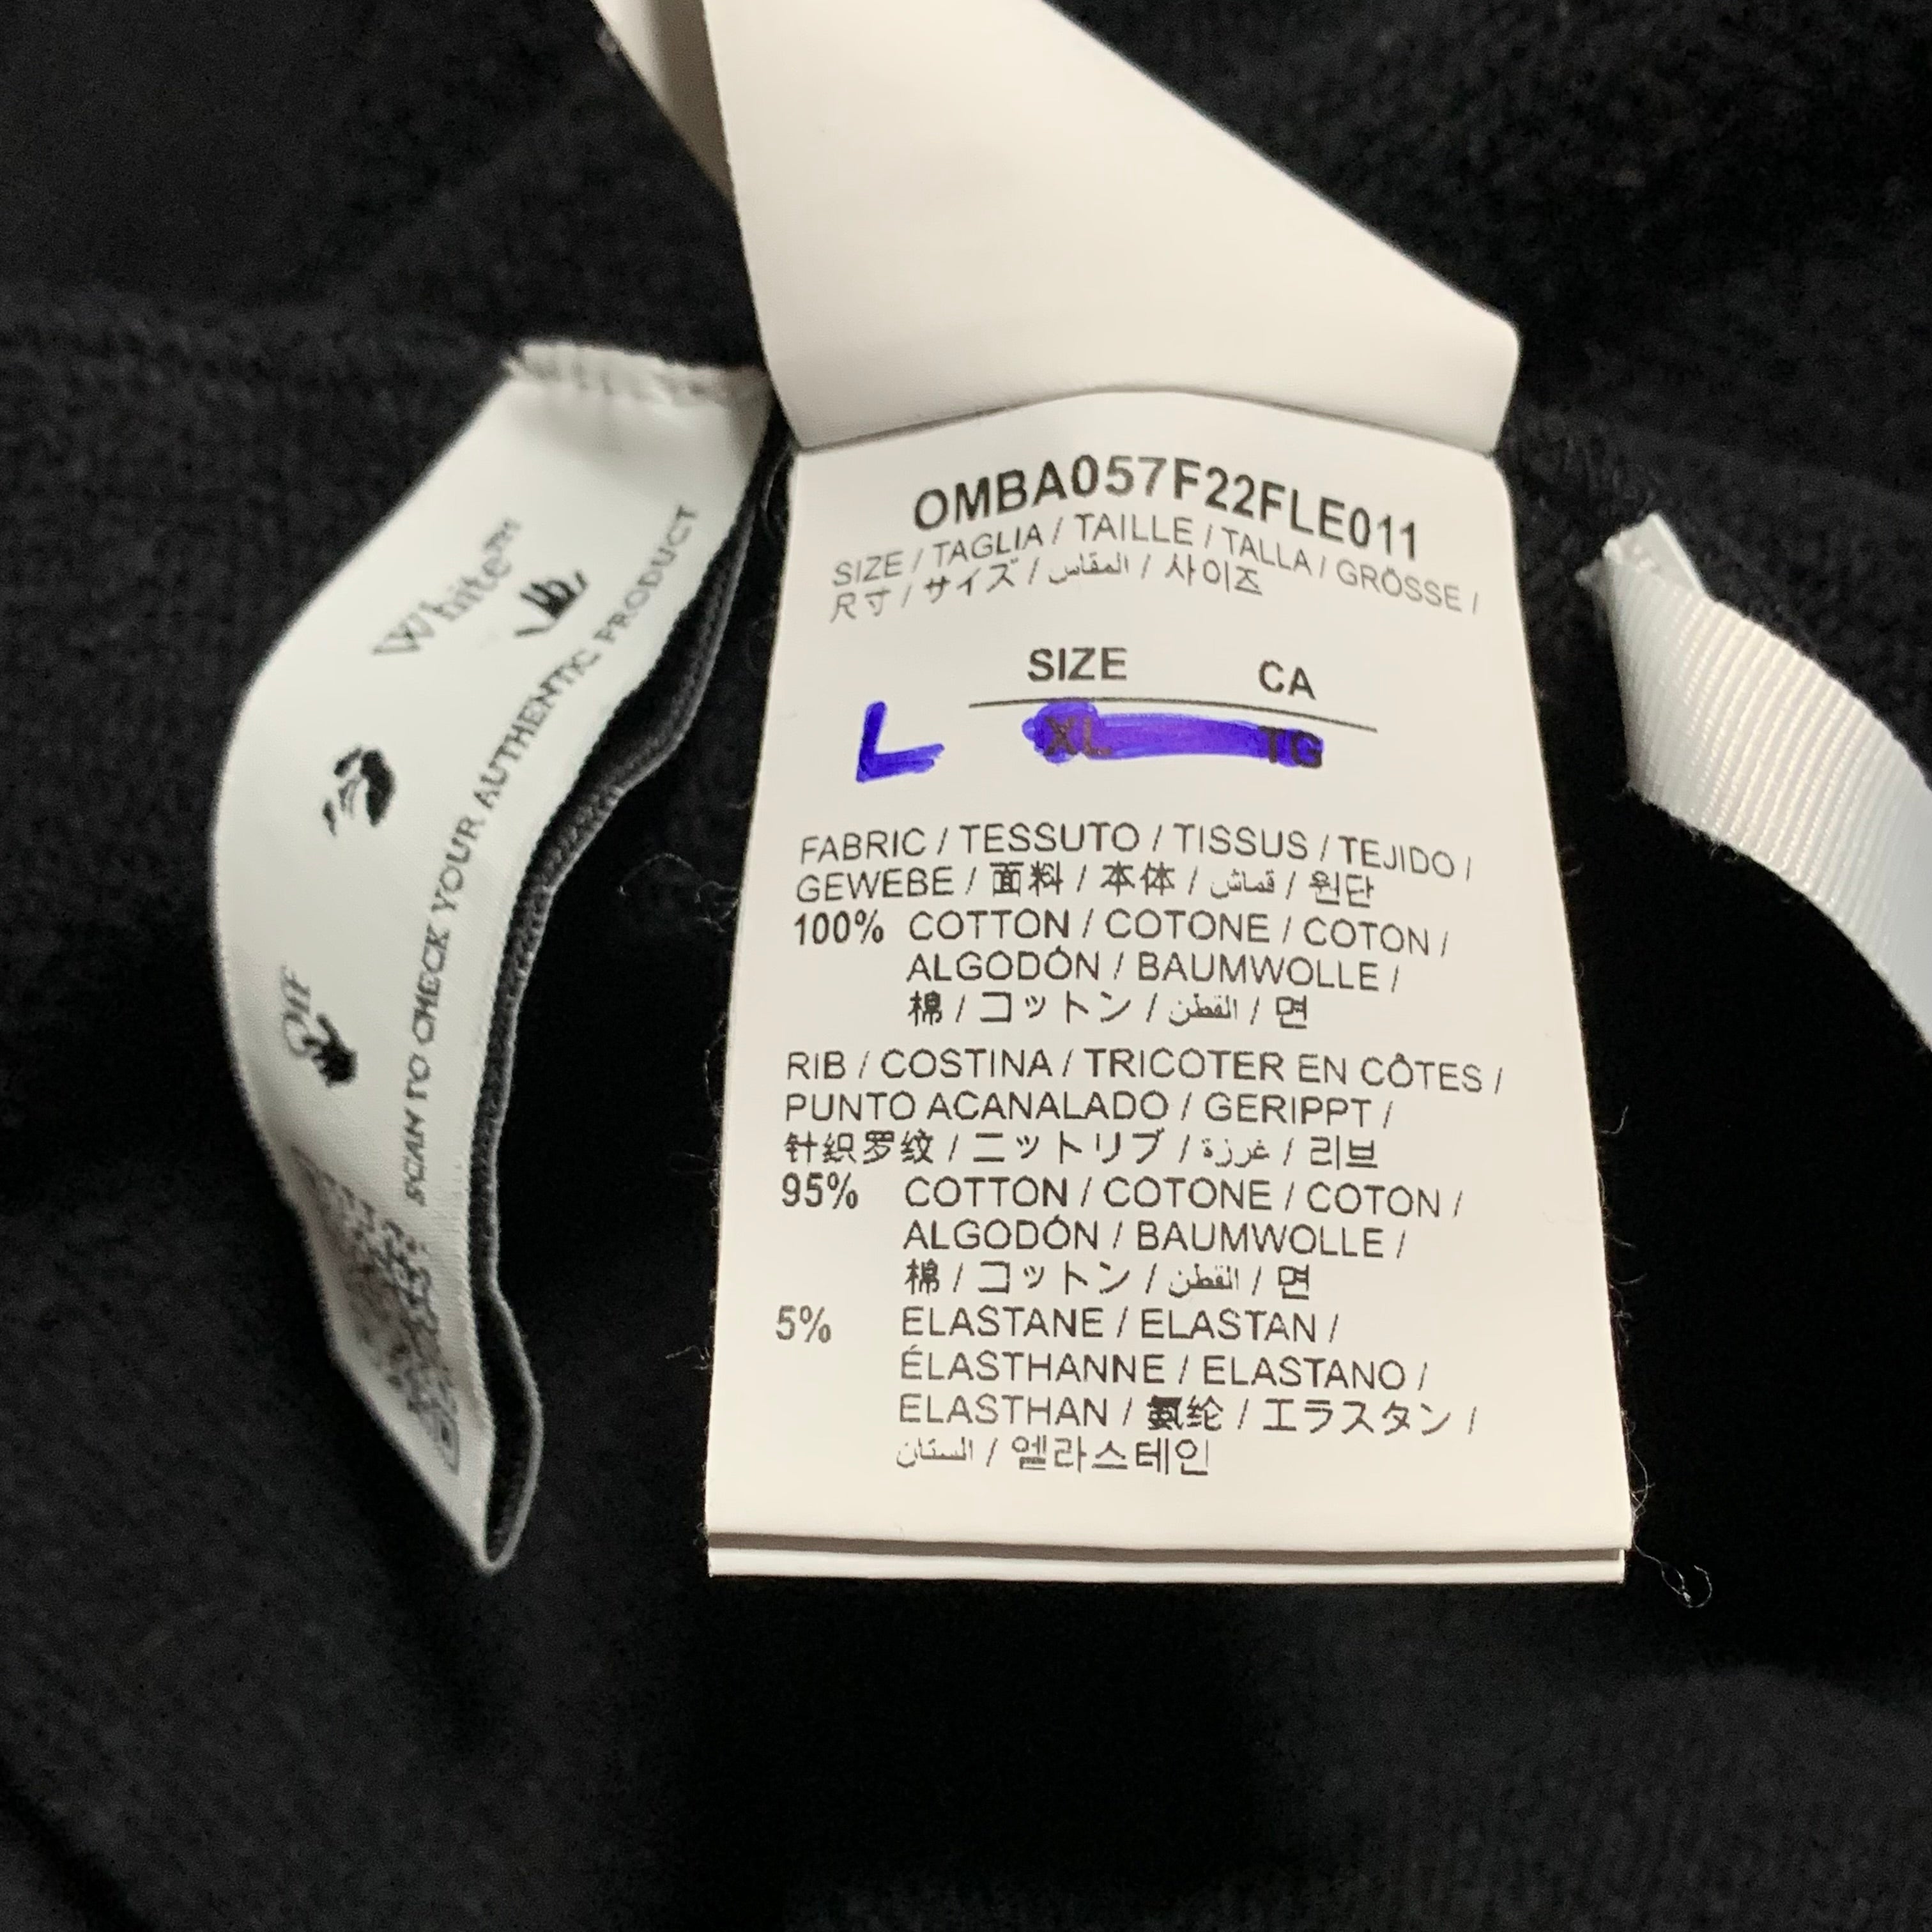 White™
Off
SCAN TO CHECK YOUR AUTHENTIC PRODUCT
OMBA057F22FLE011
SIZE / TAGLIA / TAILLE / TALLA / GRÖSSE /
尺寸 / サイズ / المقاس / 사이즈
SIZE CA
L XL TG
FABRIC / TESSUTO / TISSUS / TEJIDO /
GEWEBE / 面料 / 本体 / قماش / 원단
100% COTTON / COTONE / COTON /
ALGODÓN / BAUMWOLLE /
棉 / コットン / القطن / 면
RIB / COSTINA / TRICOTER EN CÔTES /
PUNTO ACANALADO / GERIPPT /
针织罗纹 / ニットリブ / غرزة / 리브
95% COTTON / COTONE / COTON /
ALGODÓN / BAUMWOLLE /
棉 / コットン / القطن / 면
5% ELASTANE / ELASTAN /
ÉLASTHANNE / ELASTANO /
ELASTHAN / 氨纶 / エラスタン /
الستان / 엘라스테인